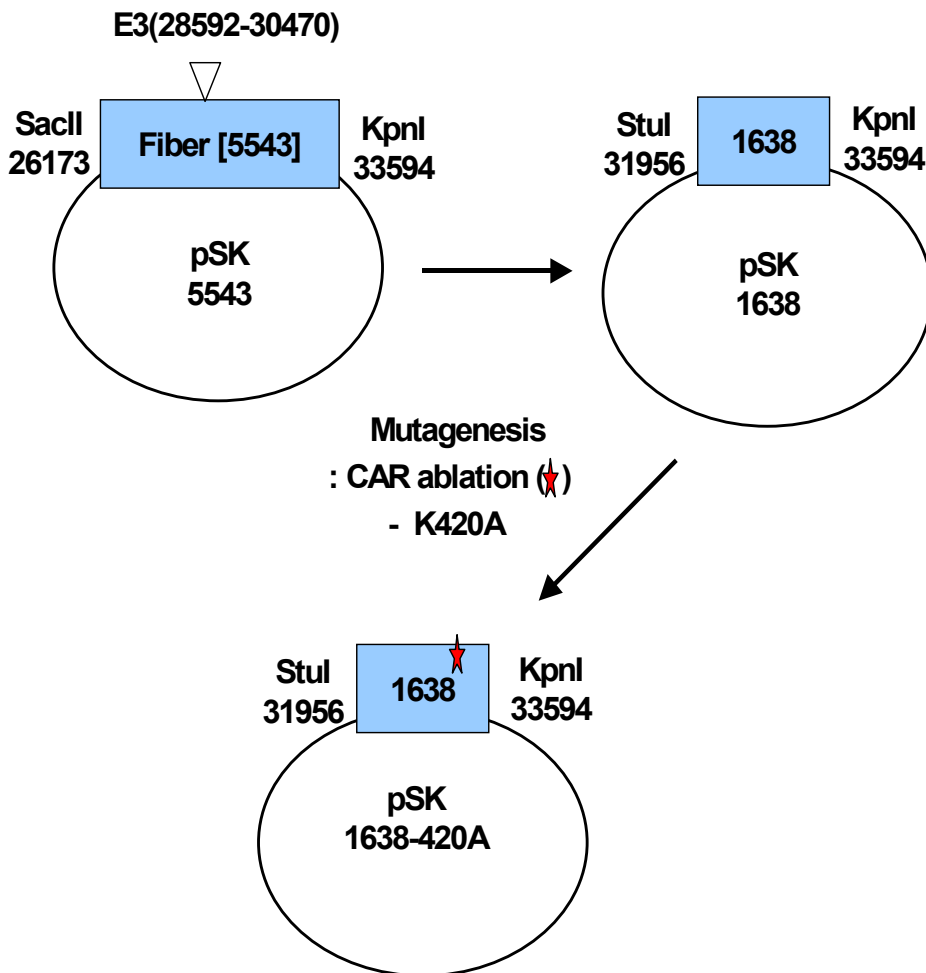 E3(28592-30470)
SacII
26173
Fiber [5543]
KpnI
33594
pSK
5543
StuI
31956
1638
KpnI
33594
pSK
1638
Mutagenesis
: CAR ablation ( )
- K420A
StuI
31956
1638
KpnI
33594
pSK
1638-420A